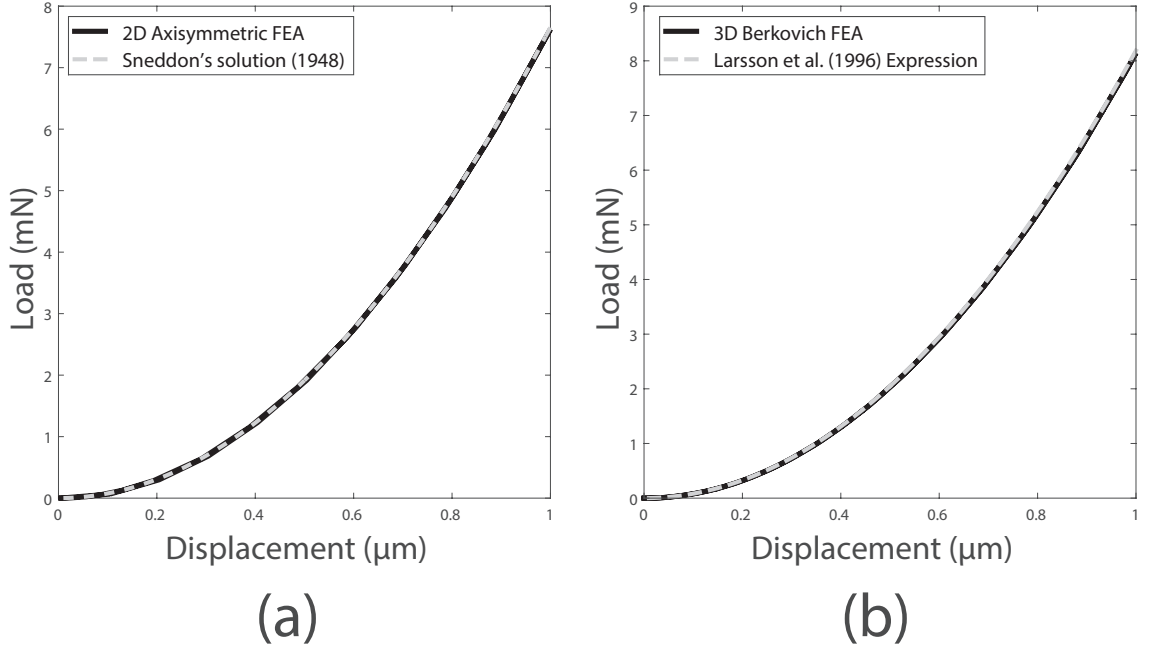 8
7
6
5
4
3
2
1
0
Load (mN)
2D Axisymmetric FEA
Sneddon's solution (1948)
0 0.2 0.4 0.6 0.8 1
Displacement (µm)
(a)
9
8
7
6
5
4
3
2
1
0
Load (mN)
3D Berkovich FEA
Larsson et al. (1996) Expression
0 0.2 0.4 0.6 0.8 1
Displacement (µm)
(b)